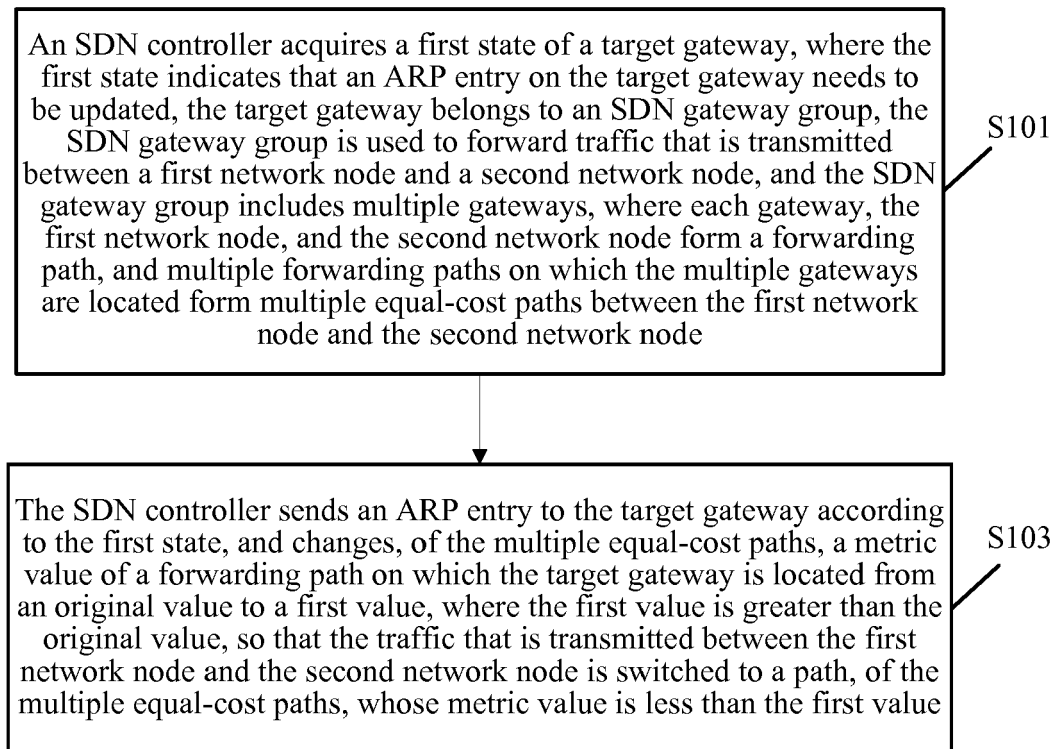 An SDN controller acquires a first state of a target gateway, where the
first state indicates that an ARP entry on the target gateway needs to
be updated, the target gateway belongs to an SDN gateway group, the
SDN gateway group is used to forward traffic that is transmitted
between a first network node and a second network node, and the SDN
gateway group includes multiple gateways, where each gateway, the
first network node, and the second network node form a forwarding
path, and multiple forwarding paths on which the multiple gateways
are located form multiple equal-cost paths between the first network
node and the second network node
S101
The SDN controller sends an ARP entry to the target gateway according
to the first state, and changes, of the multiple equal-cost paths, a metric
value of a forwarding path on which the target gateway is located from
an original value to a first value, where the first value is greater than the
original value, so that the traffic that is transmitted between the first
network node and the second network node is switched to a path, of the
multiple equal-cost paths, whose metric value is less than the first value
S103